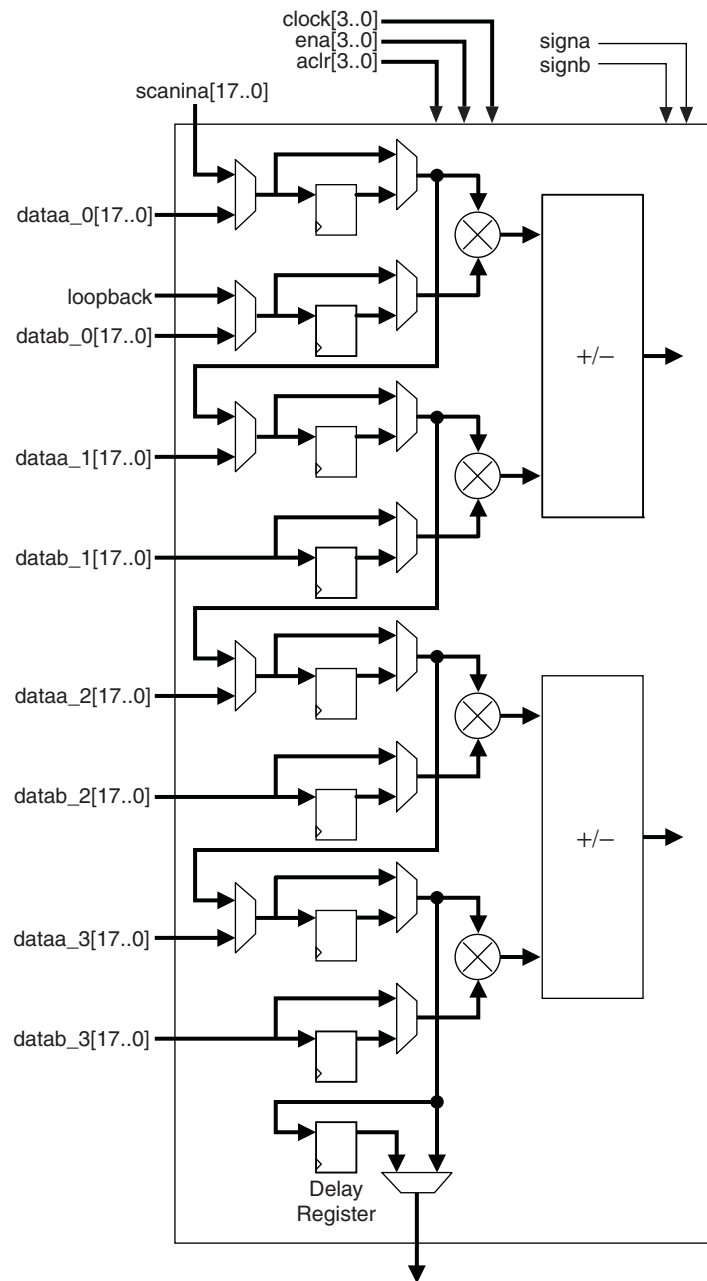 clock[3..0]
ena[3..0]
aclr[3..0]
signa
signb
scanina[17..0]
dataa_0[17..0]
loopback
datab_0[17..0]
+/−
dataa_1[17..0]
datab_1[17..0]
dataa_2[17..0]
datab_2[17..0]
+/−
dataa_3[17..0]
datab_3[17..0]
Delay
Register